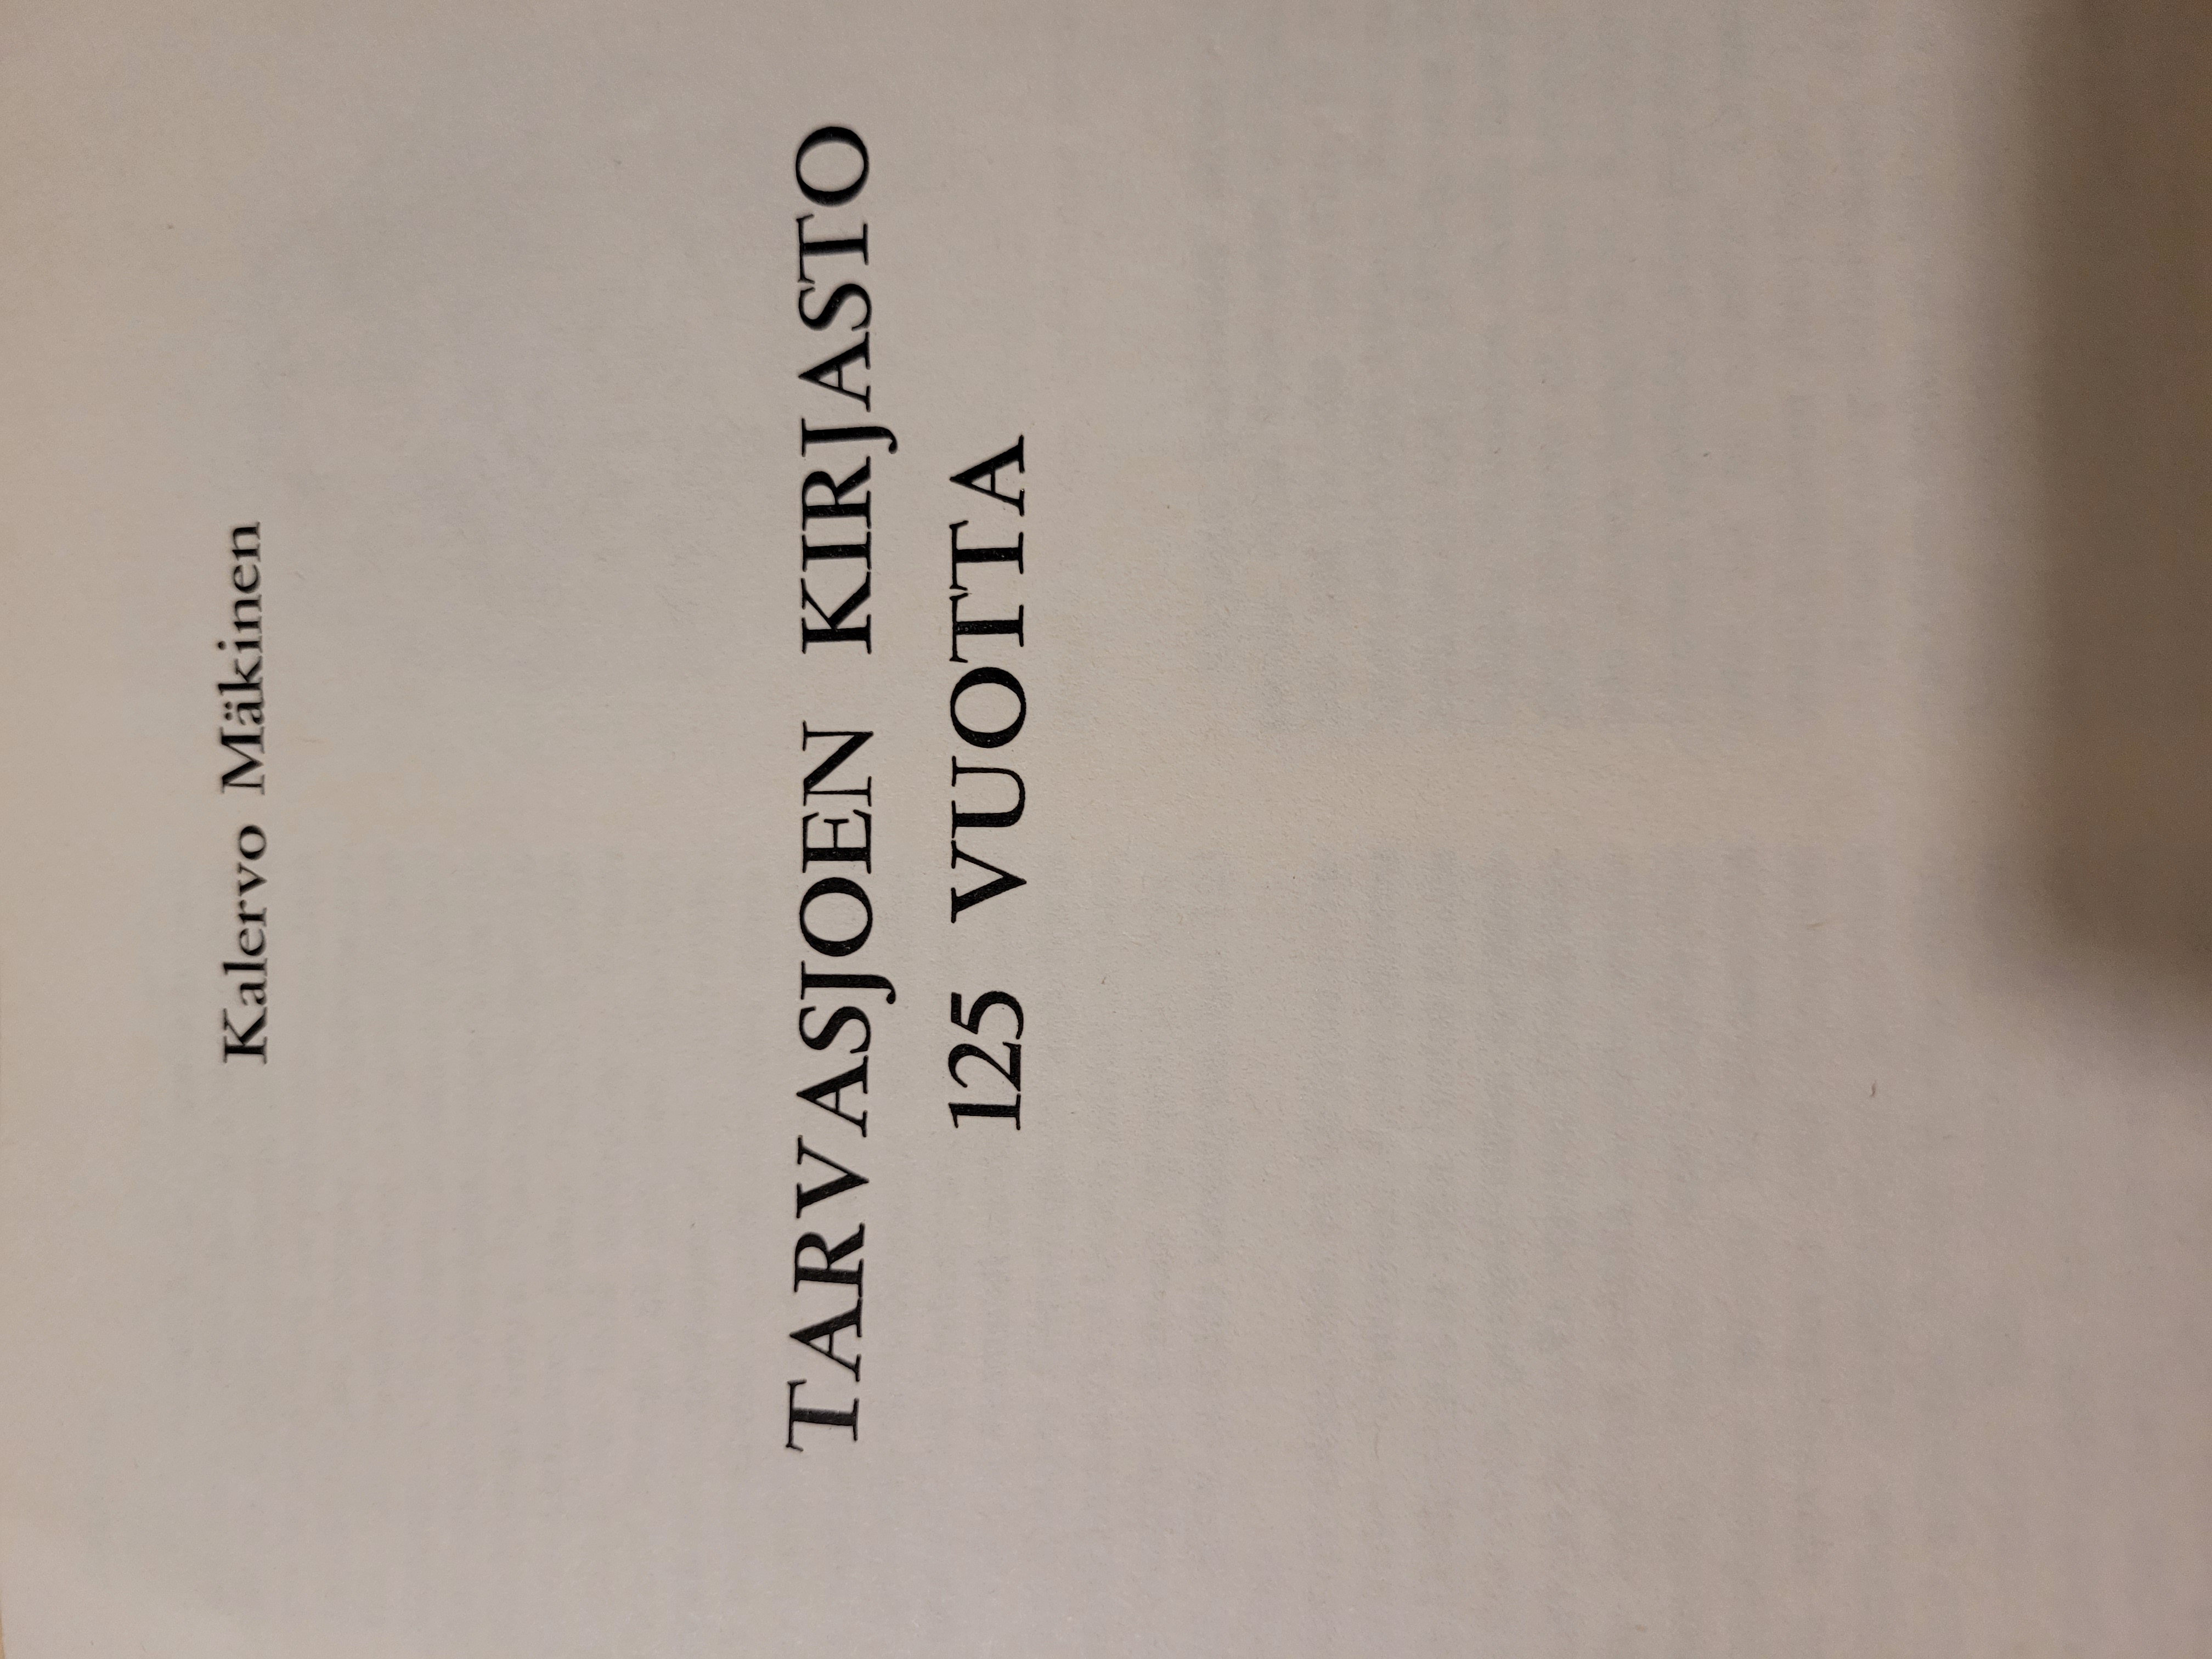 Kalervo Mäkinen
TARVASJOEN KIRJASTO
125 VUOTTA